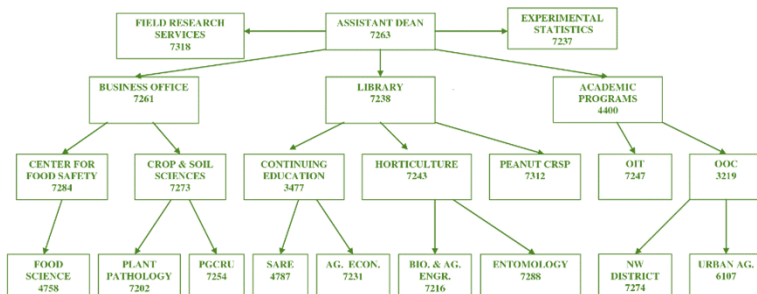 FIELD RESEARCH
SERVICES
7318
ASSISTANT DEAN
7263
EXPERIMENTAL
STATISTICS
7237
BUSINESS OFFICE
7261
LIBRARY
7238
ACADEMIC
PROGRAMS
4400
CENTER FOR
FOOD SAFETY
7284
CROP & SOIL
SCIENCES
7273
CONTINUING
EDUCATION
3477
HORTICULTURE
7243
PEANUT CRSP
7312
OIT
7247
OOC
3219
FOOD
SCIENCE
4758
PLANT
PATHOLOGY
7202
PGCRU
7254
SARE
4787
AG. ECON.
7231
BIO. & AG.
ENGR.
7216
ENTOMOLOGY
7288
NW
DISTRICT
7274
URBAN AG.
6107